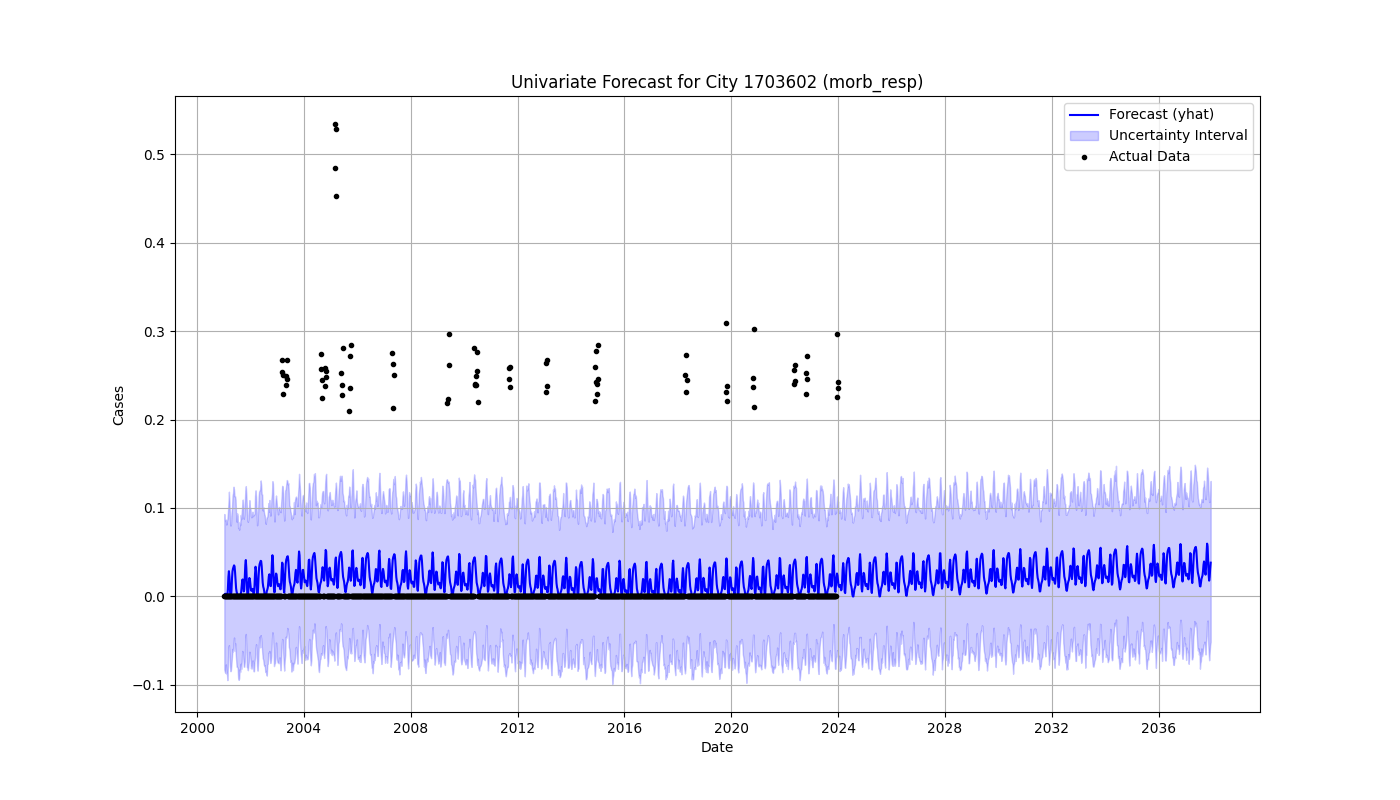 Univariate Forecast for City 1703602 (morb_resp)
Forecast (yhat)
Uncertainty Interval
Actual Data
Cases
0.5
0.4
0.3
0.2
0.1
0.0
−0.1
2000 2004 2008 2012 2016 2020 2024 2028 2032 2036
Date